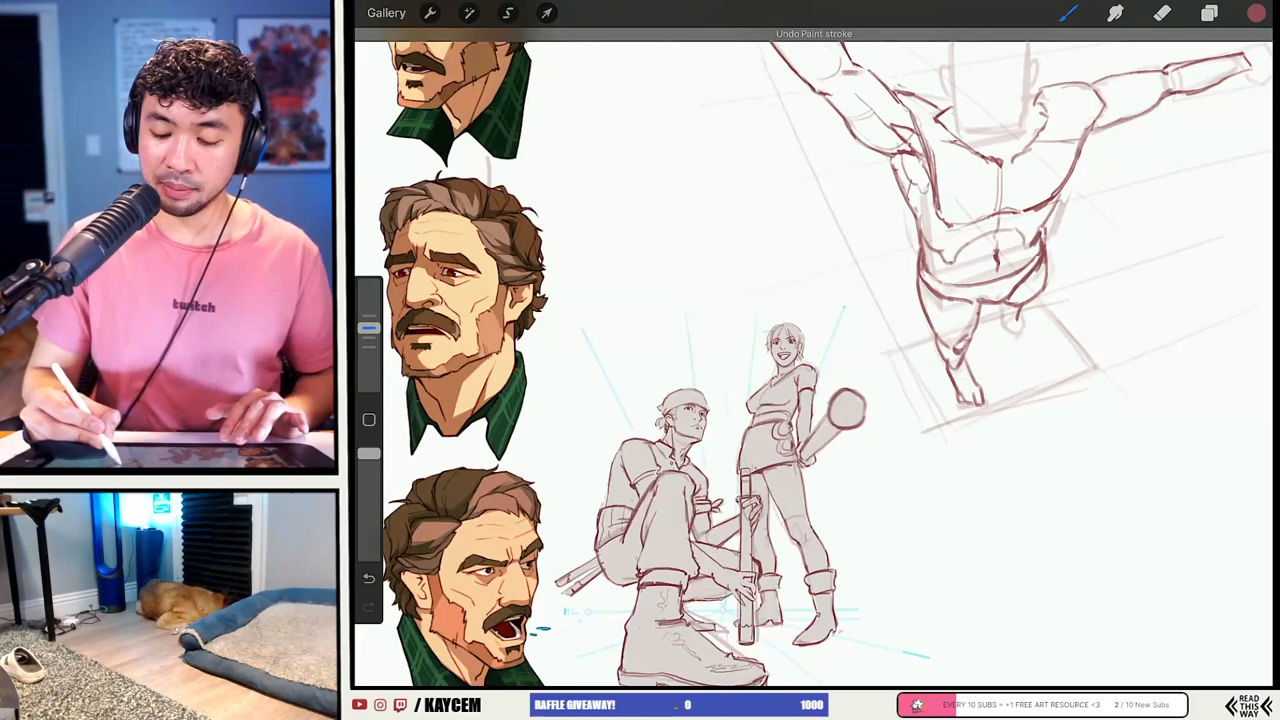 Gallery
Undo Paint stroke
twitch
/ KAYCEM
RAFFLE GIVEAWAY!
0
1000
EVERY 10 SUBS = +1 FREE ART RESOURCE <3
2 / 10 New Subs
READ
THIS
WAY